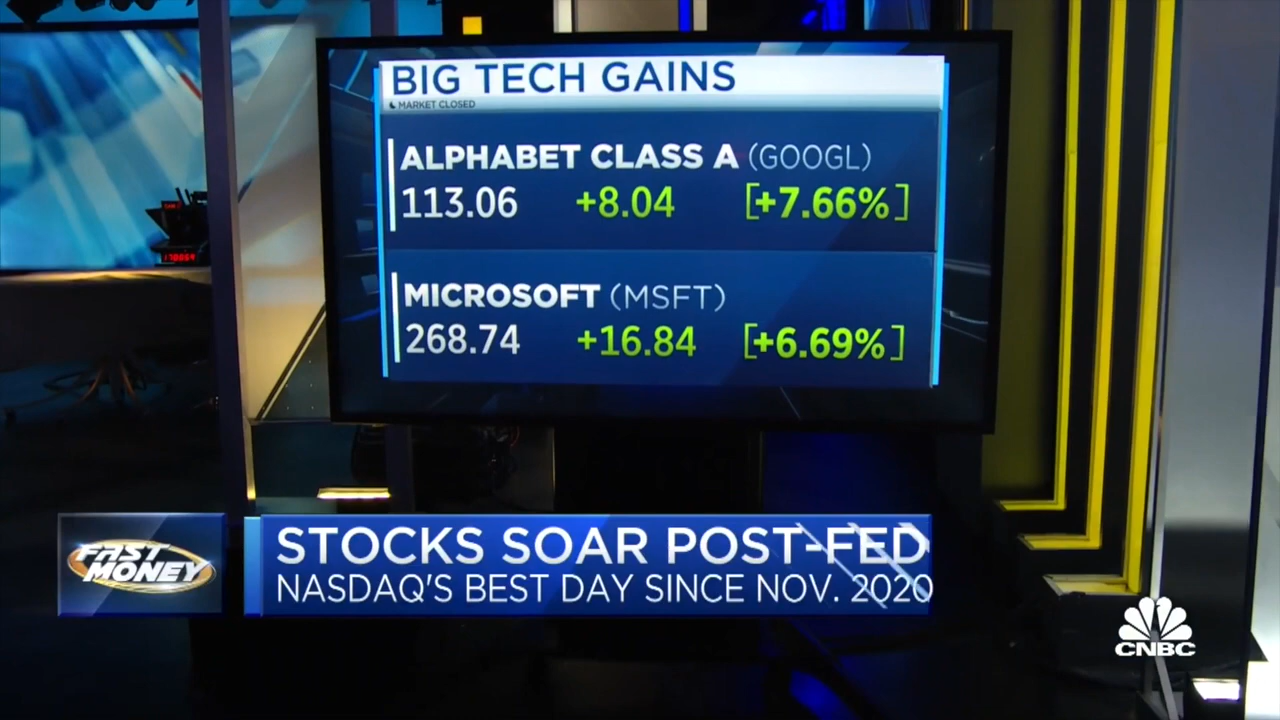 BIG TECH GAINS
MARKET CLOSED
ALPHABET CLASS A (GOOGL)
113.06 +8.04 [+7.66%]
MICROSOFT (MSFT)
268.74 +16.84 [+6.69%]
FAST MONEY
STOCKS SOAR POST-FED
NASDAQ'S BEST DAY SINCE NOV. 2020
CNBC